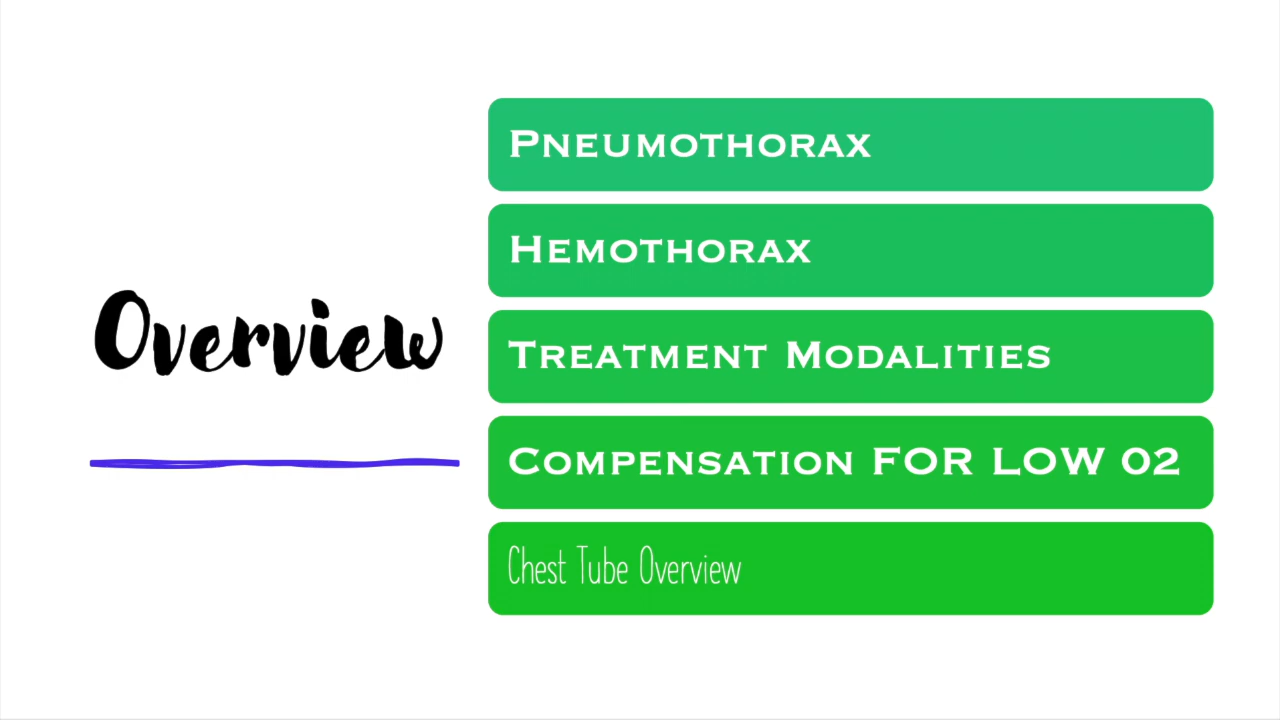 Overview
Pneumothorax
Hemothorax
Treatment Modalities
Compensation FOR LOW 02
Chest Tube Overview